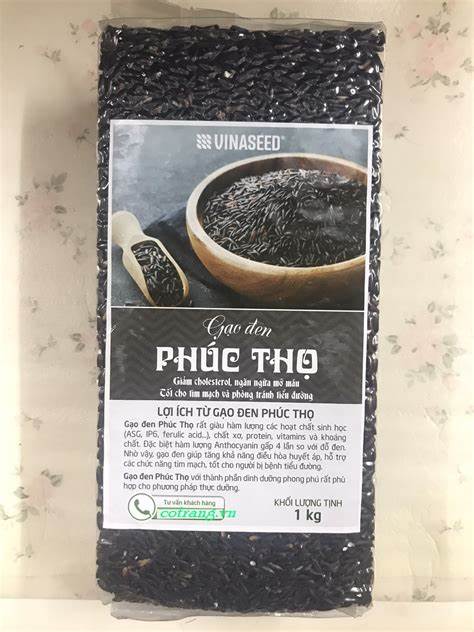 VINASEED
Gạo đen
PHÚC THỌ
Giảm cholesterol, ngăn ngừa mỡ máu
Tốt cho tim mạch và phòng tránh tiểu đường
LỢI ÍCH TỪ GẠO ĐEN PHÚC THỌ
Gạo đen Phúc Thọ rất giàu hàm lượng các hoạt chất sinh học
(ASG, IP6, ferulic acid...), chất xơ, protein, vitamins và khoáng
chất. Đặc biệt hàm lượng Anthocyanin gấp 4 lần so với đỗ đen.
Nhờ vậy, gạo đen giúp tăng khả năng điều hòa huyết áp, hỗ trợ
các chức năng tim mạch, tốt cho người bị bệnh tiểu đường.
Gạo đen Phúc Thọ với thành phần dinh dưỡng phong phú rất phù
hợp cho phương pháp thực dưỡng.
Tư vấn khách hàng
cotrang.vn
KHỐI LƯỢNG TỊNH
1 kg